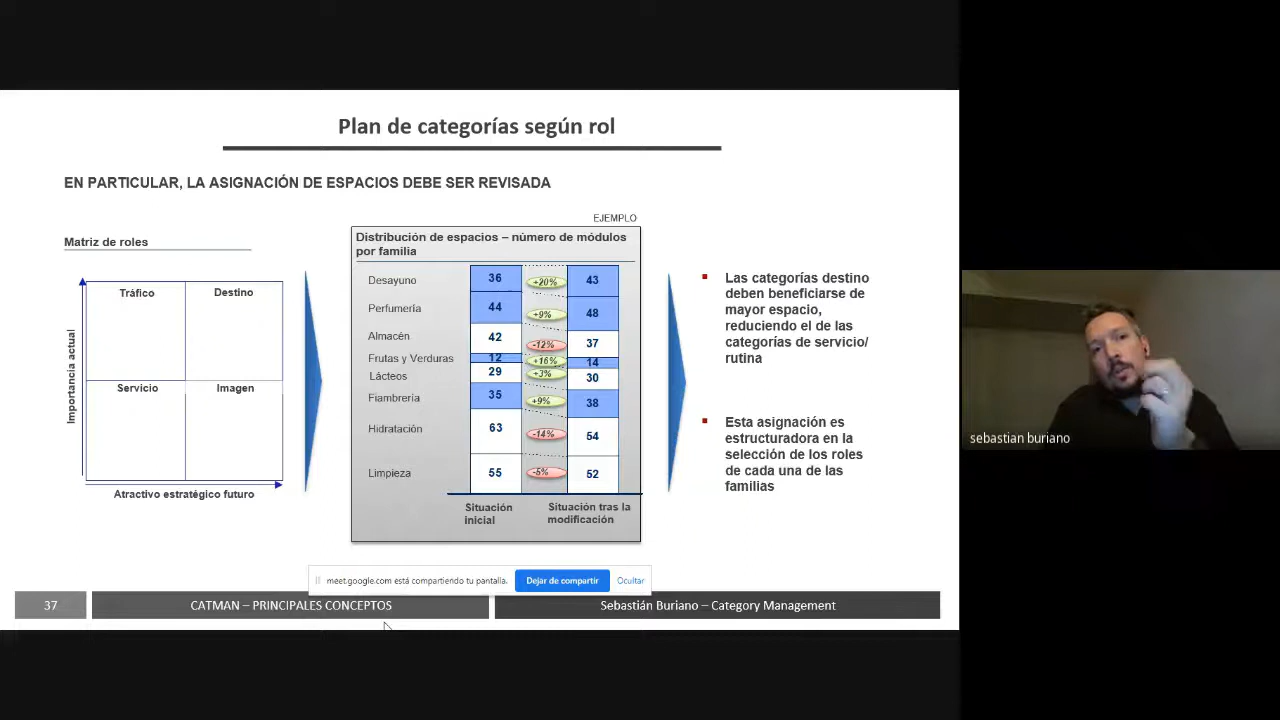 Plan de categorías según rol
EN PARTICULAR, LA ASIGNACIÓN DE ESPACIOS DEBE SER REVISADA
Matriz de roles
Tráfico
Destino
Servicio
Imagen
Importancia actual
Atractivo estratégico futuro
EJEMPLO
Distribución de espacios – número de módulos
por familia
Desayuno 36 +20% 43
Perfumería 44 +9% 48
Almacén 42 -12% 37
Frutas y Verduras 12 +16% 14
Lácteos 29 +3% 30
Fiambrería 35 +9% 38
Hidratación 63 -14% 54
Limpieza 55 -5% 52
Situación
inicial
Situación tras la
modificación
Las categorías destino
deben beneficiarse de
mayor espacio,
reduciendo el de las
categorías de servicio/
rutina
Esta asignación es
estructuradora en la
selección de los roles
de cada una de las
familias
sebastian buriano
meet.google.com está compartiendo tu pantalla.
Dejar de compartir
Ocultar
37
CATMAN – PRINCIPALES CONCEPTOS
Sebastián Buriano – Category Management